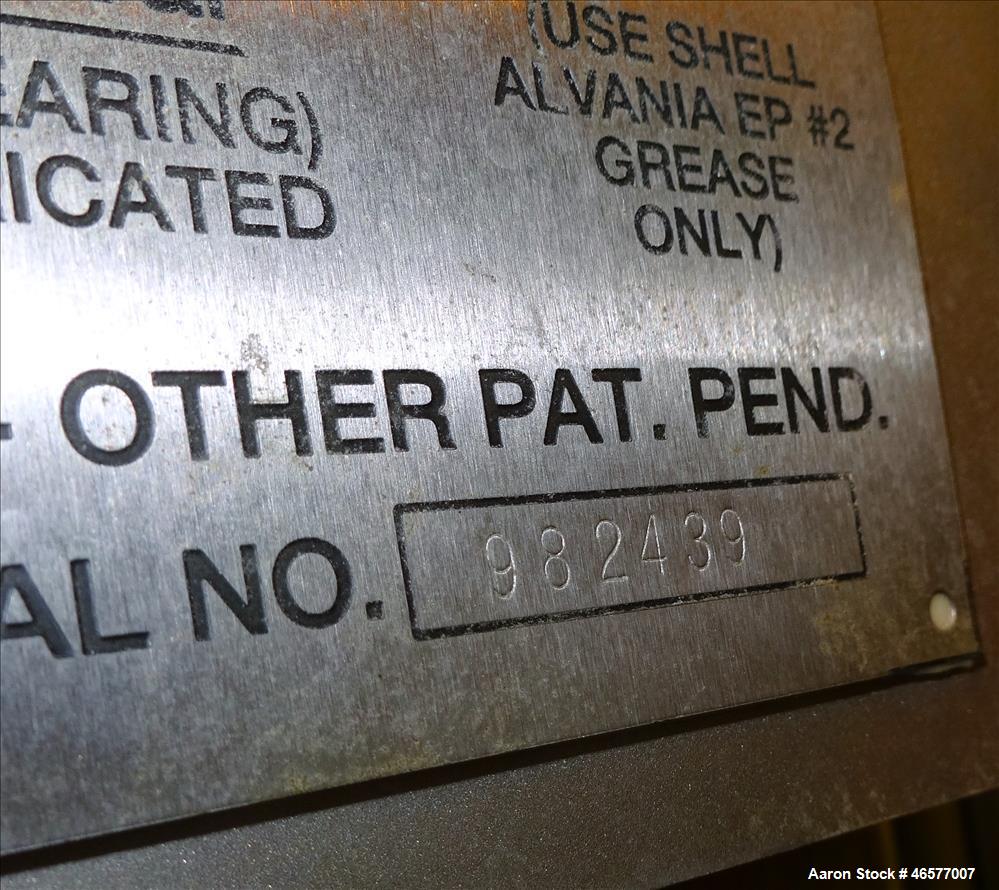 (USE SHELL
ALVANIA EP #2
GREASE
ONLY)
EARING)
ICATED
- OTHER PAT. PEND.
AL NO. 982439
Aaron Stock # 46577007